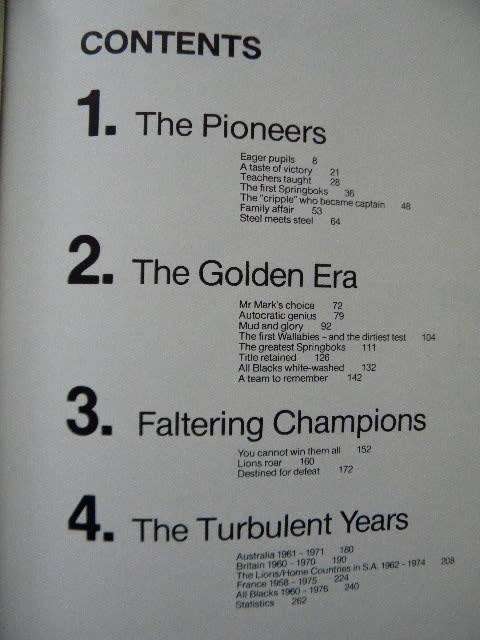 CONTENTS
1. The Pioneers
Eager pupils 8
A taste of victory 21
Teachers taught 28
The first Springboks 36
The "cripple" who became captain 48
Family affair 53
Steel meets steel 64
2. The Golden Era
Mr Mark's choice 72
Autocratic genius 79
Mud and glory 92
The first Wallabies – and the dirtiest test 104
The greatest Springboks 111
Title retained 126
All Blacks white-washed 132
A team to remember 142
3. Faltering Champions
You cannot win them all 152
Lions roar 160
Destined for defeat 172
4. The Turbulent Years
Australia 1961 – 1971 180
Britain 1960 – 1970 190
The Lions/Home Countries in S.A. 1962 – 1974 208
France 1958 – 1975 224
All Blacks 1960 – 1976 240
Statistics 262